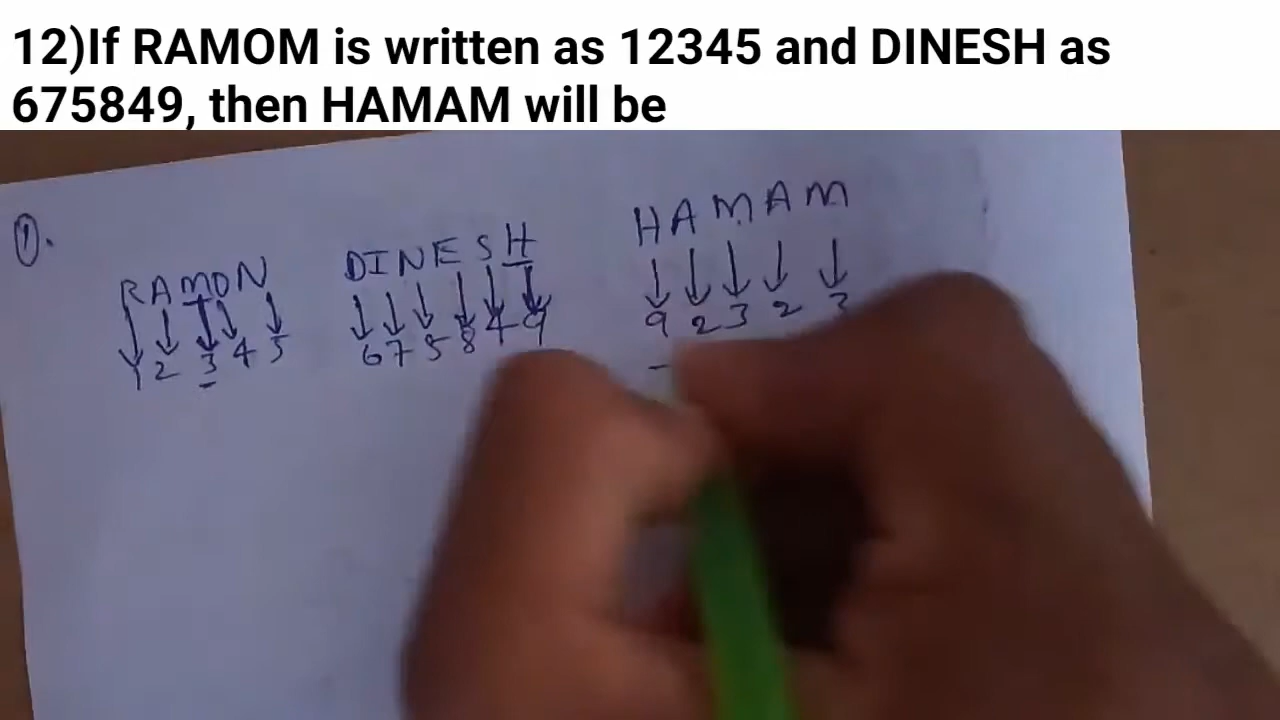 12)If RAMOM is written as 12345 and DINESH as
675849, then HAMAM will be
1.
RAMON DINESH HAMAM
12345 675849 92323